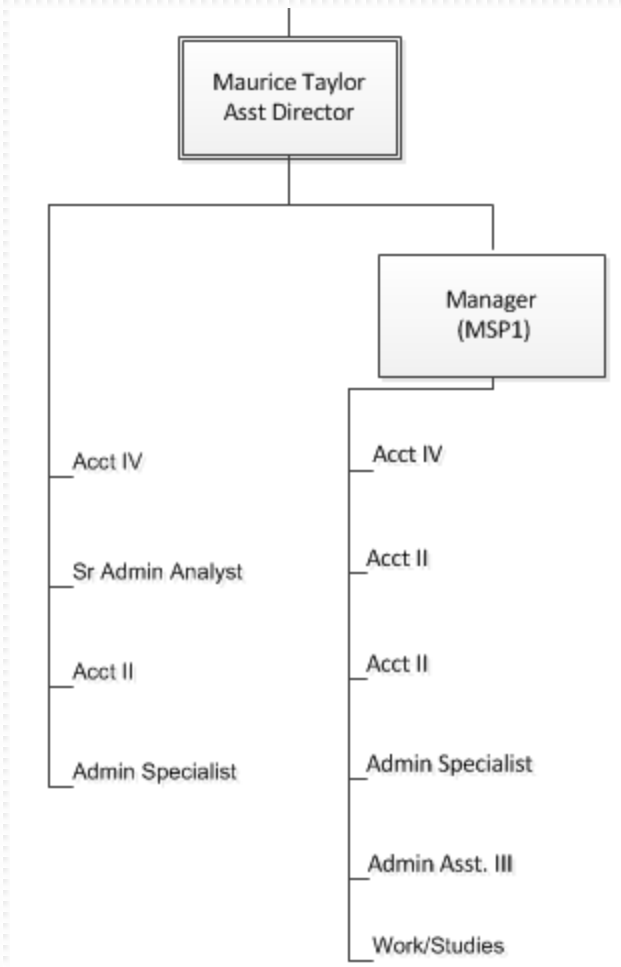 Maurice Taylor
Asst Director
Manager
(MSP1)
Acct IV
Sr Admin Analyst
Acct II
Admin Specialist
Acct IV
Acct II
Acct II
Admin Specialist
Admin Asst. III
Work/Studies